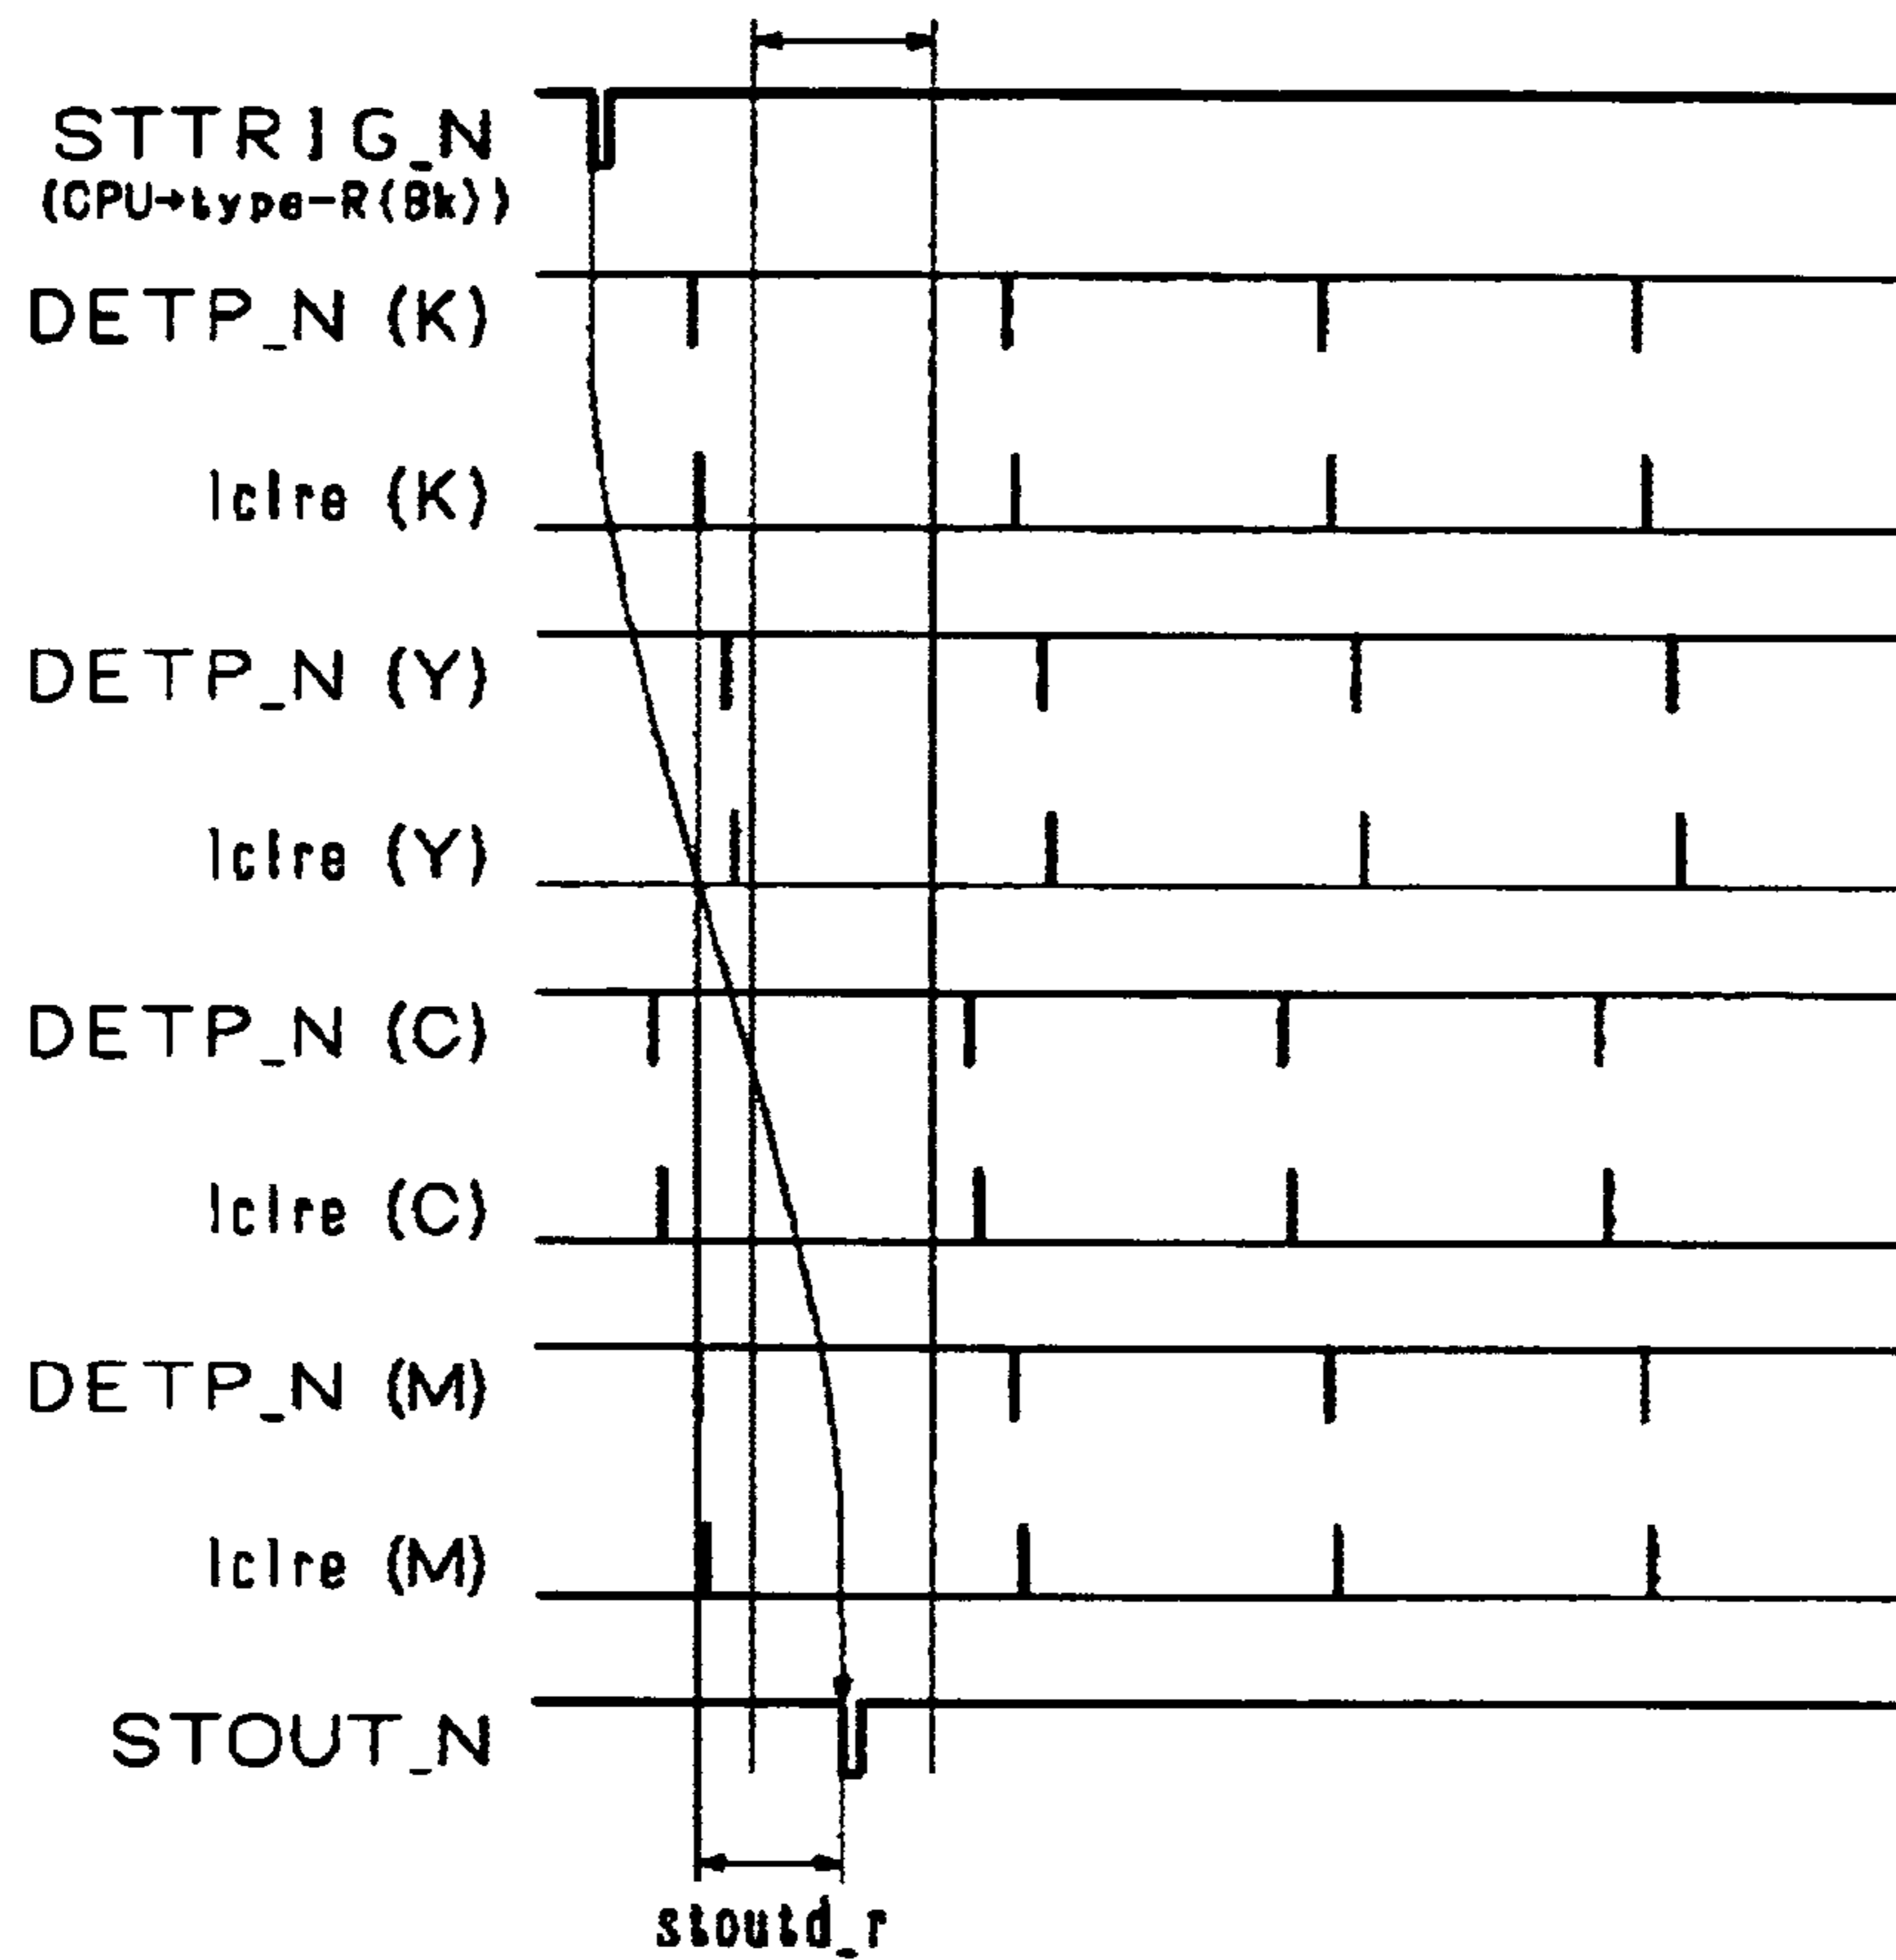 STTRIG_N
(CPU→type-R(Bk))
DETP_N (K)
lclre (K)
DETP_N (Y)
lclre (Y)
DETP_N (C)
lclre (C)
DETP_N (M)
lclre (M)
STOUT_N
stoutd_r